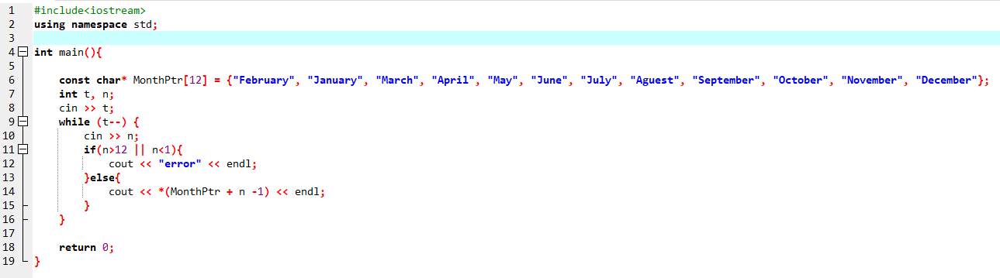 1 #include<iostream>
2 using namespace std;
3
4 int main(){
5
6 const char* MonthPtr[12] = {"February", "January", "March", "April", "May", "June", "July", "Aguest", "September", "October", "November", "December"};
7 int t, n;
8 cin >> t;
9 while (t--) {
10 cin >> n;
11 if(n>12 || n<1){
12 cout << "error" << endl;
13 }else{
14 cout << *(MonthPtr + n -1) << endl;
15 }
16 }
17
18 return 0;
19 }